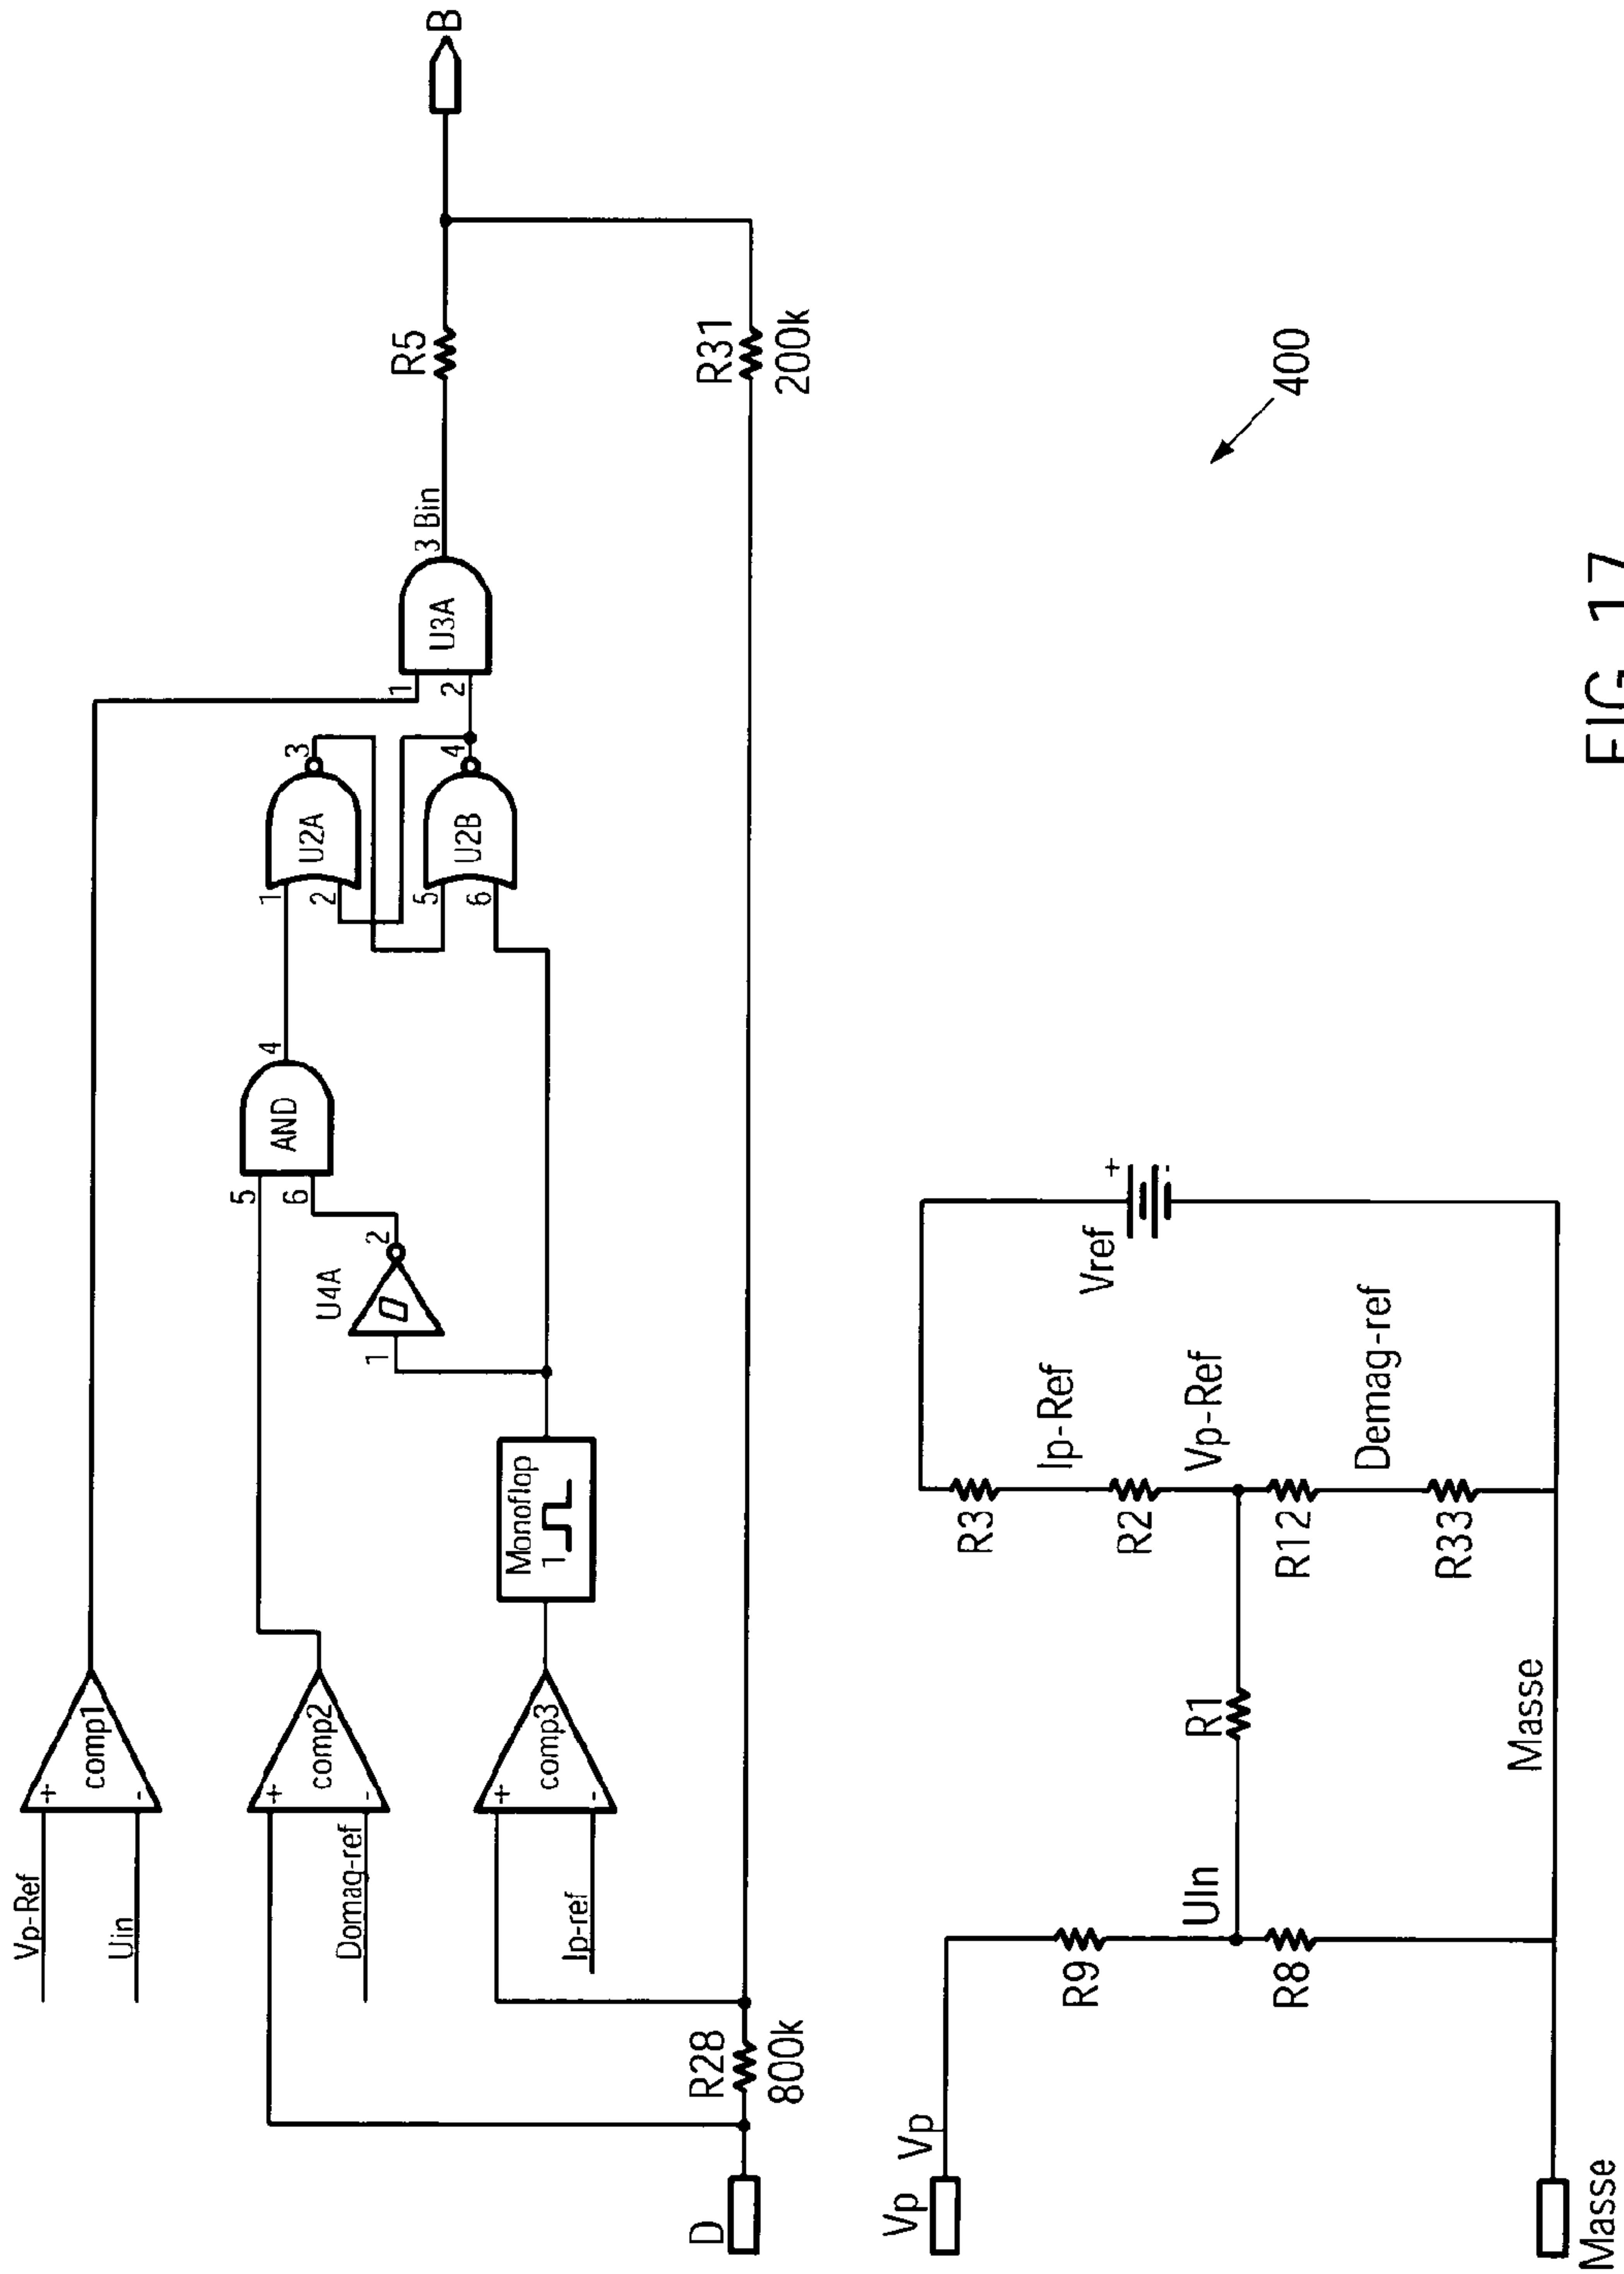 Vp-Ref
Uin
+
-
comp1
Domag-ref
+
-
comp2
Ip-ref
+
-
comp3
Monoflop
1
1
U4A
2
5
6
AND
4
1
2
U2A
3
5
6
U2B
4
1
2
U3A
3 Bin
R5
B
D
R28
800k
R31
200k
400
Vp
Vp
R9
UIn
R8
R1
R3
Ip-Ref
R2
Vp-Ref
R12
Demag-ref
R33
Vref
+
-
Masse
Masse
FIG 17